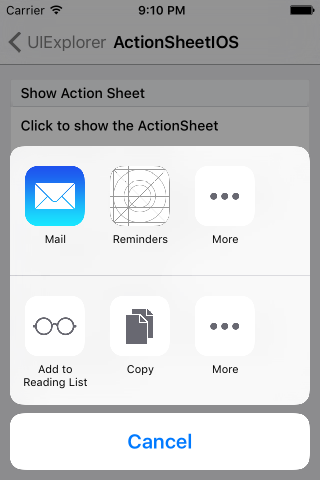 Carrier 9:10 PM
UIExplorer ActionSheetIOS
Show Action Sheet
Click to show the ActionSheet
Mail Reminders More
Add to Copy More
Reading List
Cancel